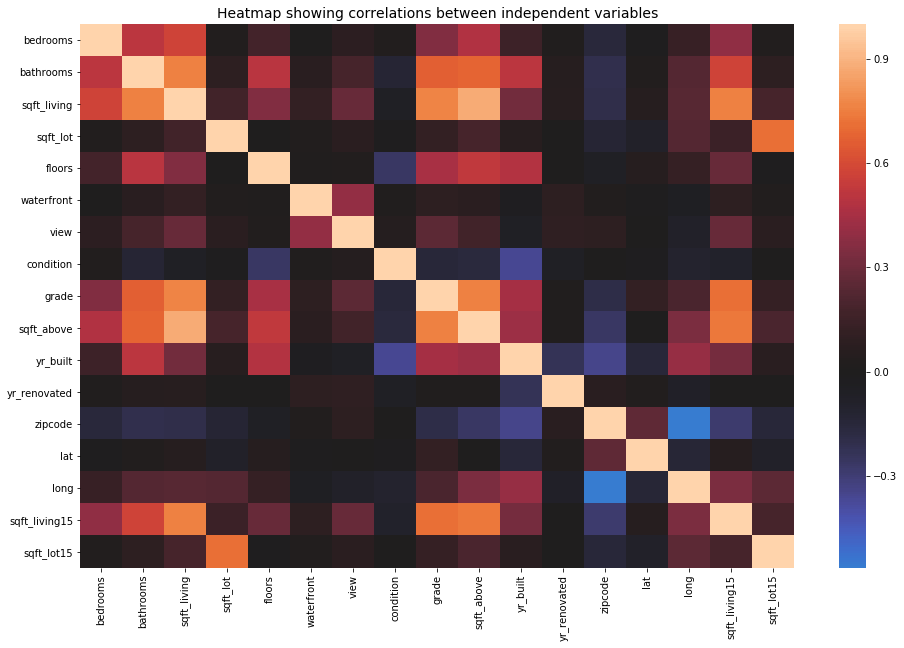 Heatmap showing correlations between independent variables
bedrooms
bathrooms
sqft_living
sqft_lot
floors
waterfront
view
condition
grade
sqft_above
yr_built
yr_renovated
zipcode
lat
long
sqft_living15
sqft_lot15
bedrooms
bathrooms
sqft_living
sqft_lot
floors
waterfront
view
condition
grade
sqft_above
yr_built
yr_renovated
zipcode
lat
long
sqft_living15
sqft_lot15
0.9
0.6
0.3
0.0
−0.3